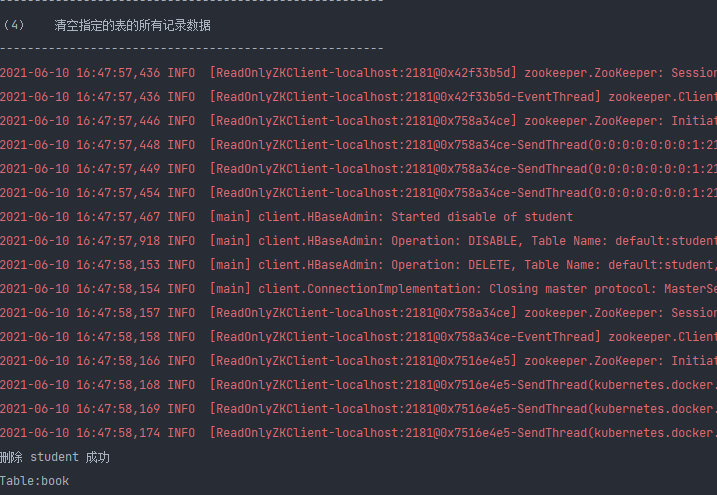 ------------------------------------------------------
（4） 清空指定的表的所有记录数据
------------------------------------------------------
2021-06-10 16:47:57,436 INFO  [ReadOnlyZKClient-localhost:2181@0x42f33b5d] zookeeper.ZooKeeper: Session
2021-06-10 16:47:57,436 INFO  [ReadOnlyZKClient-localhost:2181@0x42f33b5d-EventThread] zookeeper.Client
2021-06-10 16:47:57,446 INFO  [ReadOnlyZKClient-localhost:2181@0x758a34ce] zookeeper.ZooKeeper: Initiat
2021-06-10 16:47:57,448 INFO  [ReadOnlyZKClient-localhost:2181@0x758a34ce-SendThread(0:0:0:0:0:0:0:1:21
2021-06-10 16:47:57,449 INFO  [ReadOnlyZKClient-localhost:2181@0x758a34ce-SendThread(0:0:0:0:0:0:0:1:21
2021-06-10 16:47:57,454 INFO  [ReadOnlyZKClient-localhost:2181@0x758a34ce-SendThread(0:0:0:0:0:0:0:1:21
2021-06-10 16:47:57,467 INFO  [main] client.HBaseAdmin: Started disable of student
2021-06-10 16:47:57,918 INFO  [main] client.HBaseAdmin: Operation: DISABLE, Table Name: default:student
2021-06-10 16:47:58,153 INFO  [main] client.HBaseAdmin: Operation: DELETE, Table Name: default:student,
2021-06-10 16:47:58,154 INFO  [main] client.ConnectionImplementation: Closing master protocol: MasterSe
2021-06-10 16:47:58,157 INFO  [ReadOnlyZKClient-localhost:2181@0x758a34ce] zookeeper.ZooKeeper: Session
2021-06-10 16:47:58,158 INFO  [ReadOnlyZKClient-localhost:2181@0x758a34ce-EventThread] zookeeper.Client
2021-06-10 16:47:58,166 INFO  [ReadOnlyZKClient-localhost:2181@0x7516e4e5] zookeeper.ZooKeeper: Initiat
2021-06-10 16:47:58,168 INFO  [ReadOnlyZKClient-localhost:2181@0x7516e4e5-SendThread(kubernetes.docker.
2021-06-10 16:47:58,169 INFO  [ReadOnlyZKClient-localhost:2181@0x7516e4e5-SendThread(kubernetes.docker.
2021-06-10 16:47:58,174 INFO  [ReadOnlyZKClient-localhost:2181@0x7516e4e5-SendThread(kubernetes.docker.
删除 student 成功
Table:book